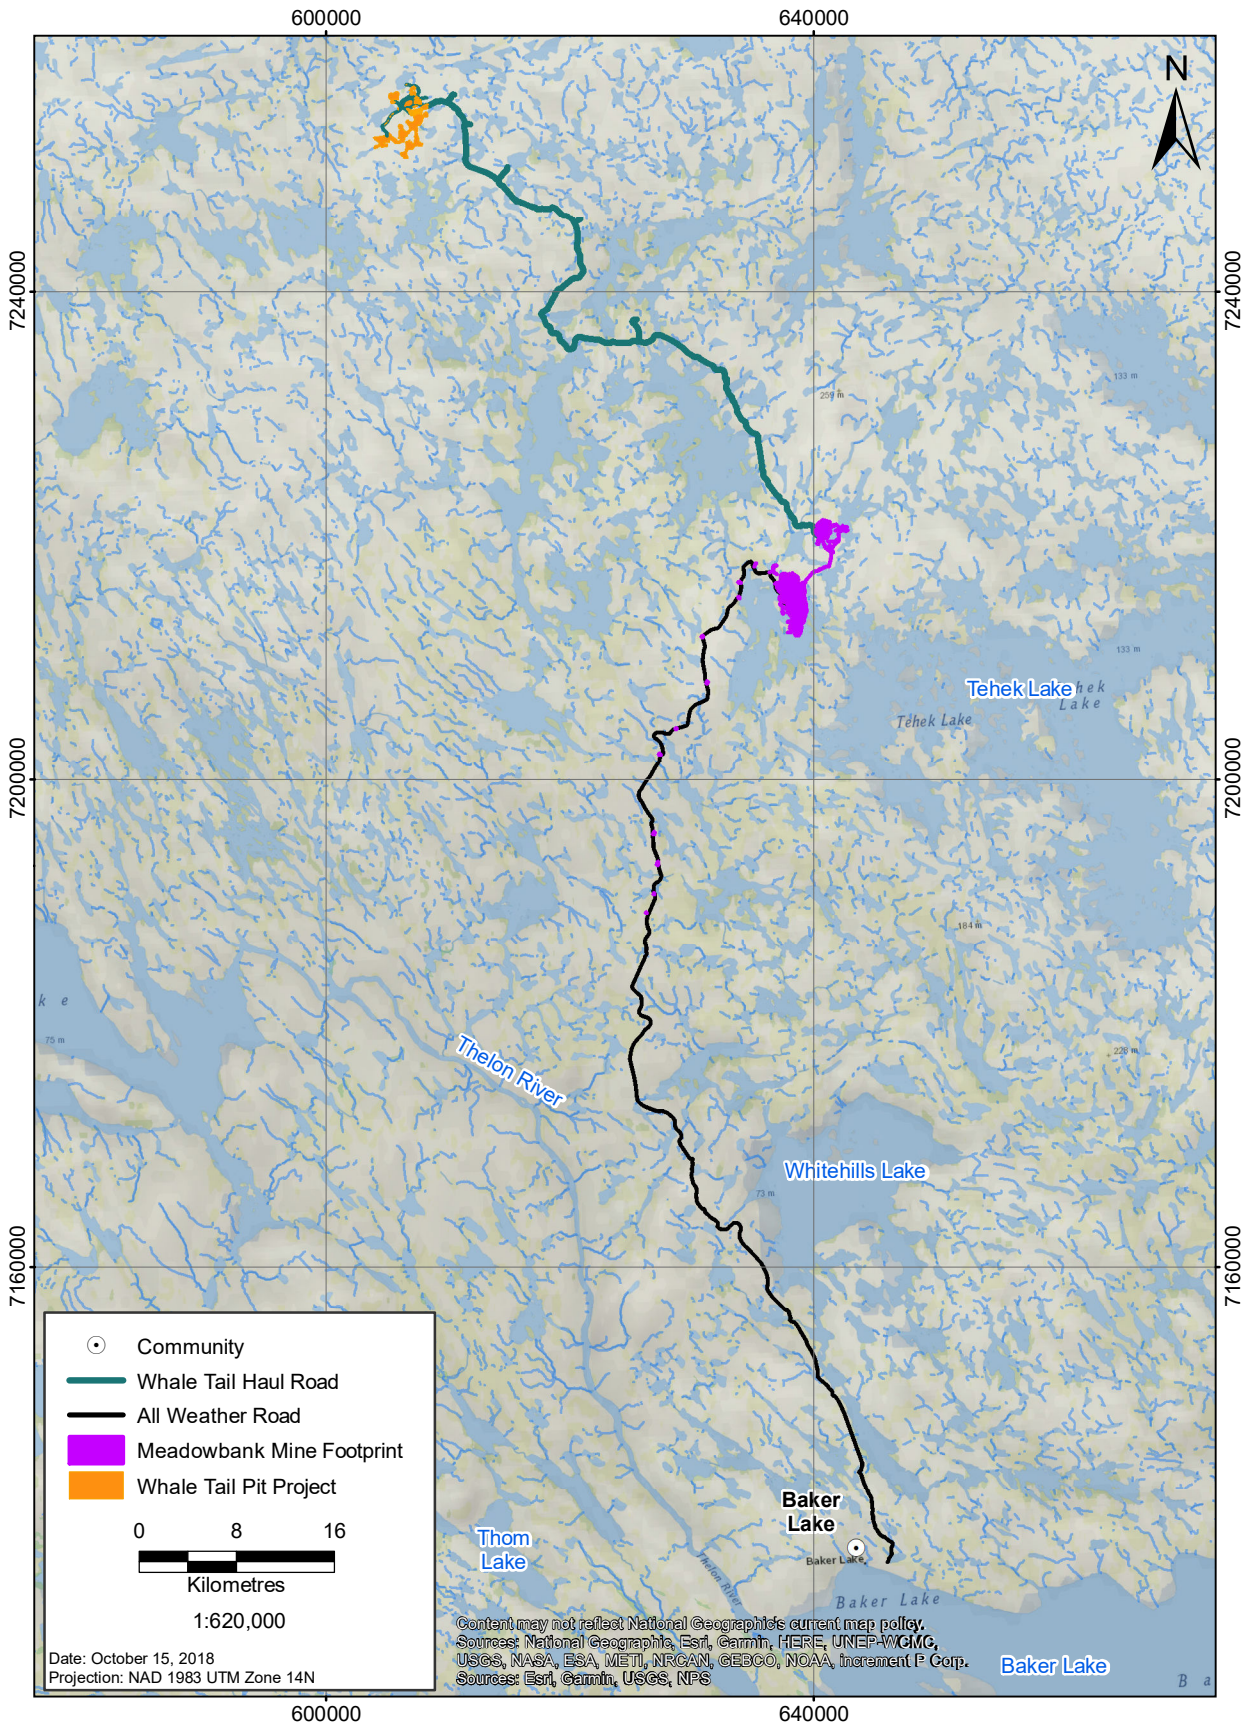 600000
640000
N
7240000
7240000
133 m
259 m
133 m
Tehek Lake
hek
Lake
Tehek Lake
7200000
7200000
184 m
k e
75 m
228 m
Thelon River
Whitehills Lake
73 m
7160000
7160000
Community
Whale Tail Haul Road
All Weather Road
Meadowbank Mine Footprint
Whale Tail Pit Project
0 8 16
Kilometres
1:620,000
Date: October 15, 2018
Projection: NAD 1983 UTM Zone 14N
Baker
Lake
Baker Lake
Thom
Lake
Thelon River
Baker Lake
Content may not reflect National Geographic's current map policy.
Sources: National Geographic, Esri, Garmin, HERE, UNEP-WCMC,
USGS, NASA, ESA, METI, NRCAN, GEBCO, NOAA, increment P Corp.
Sources: Esri, Garmin, USGS, NPS
Baker Lake
B a
600000
640000